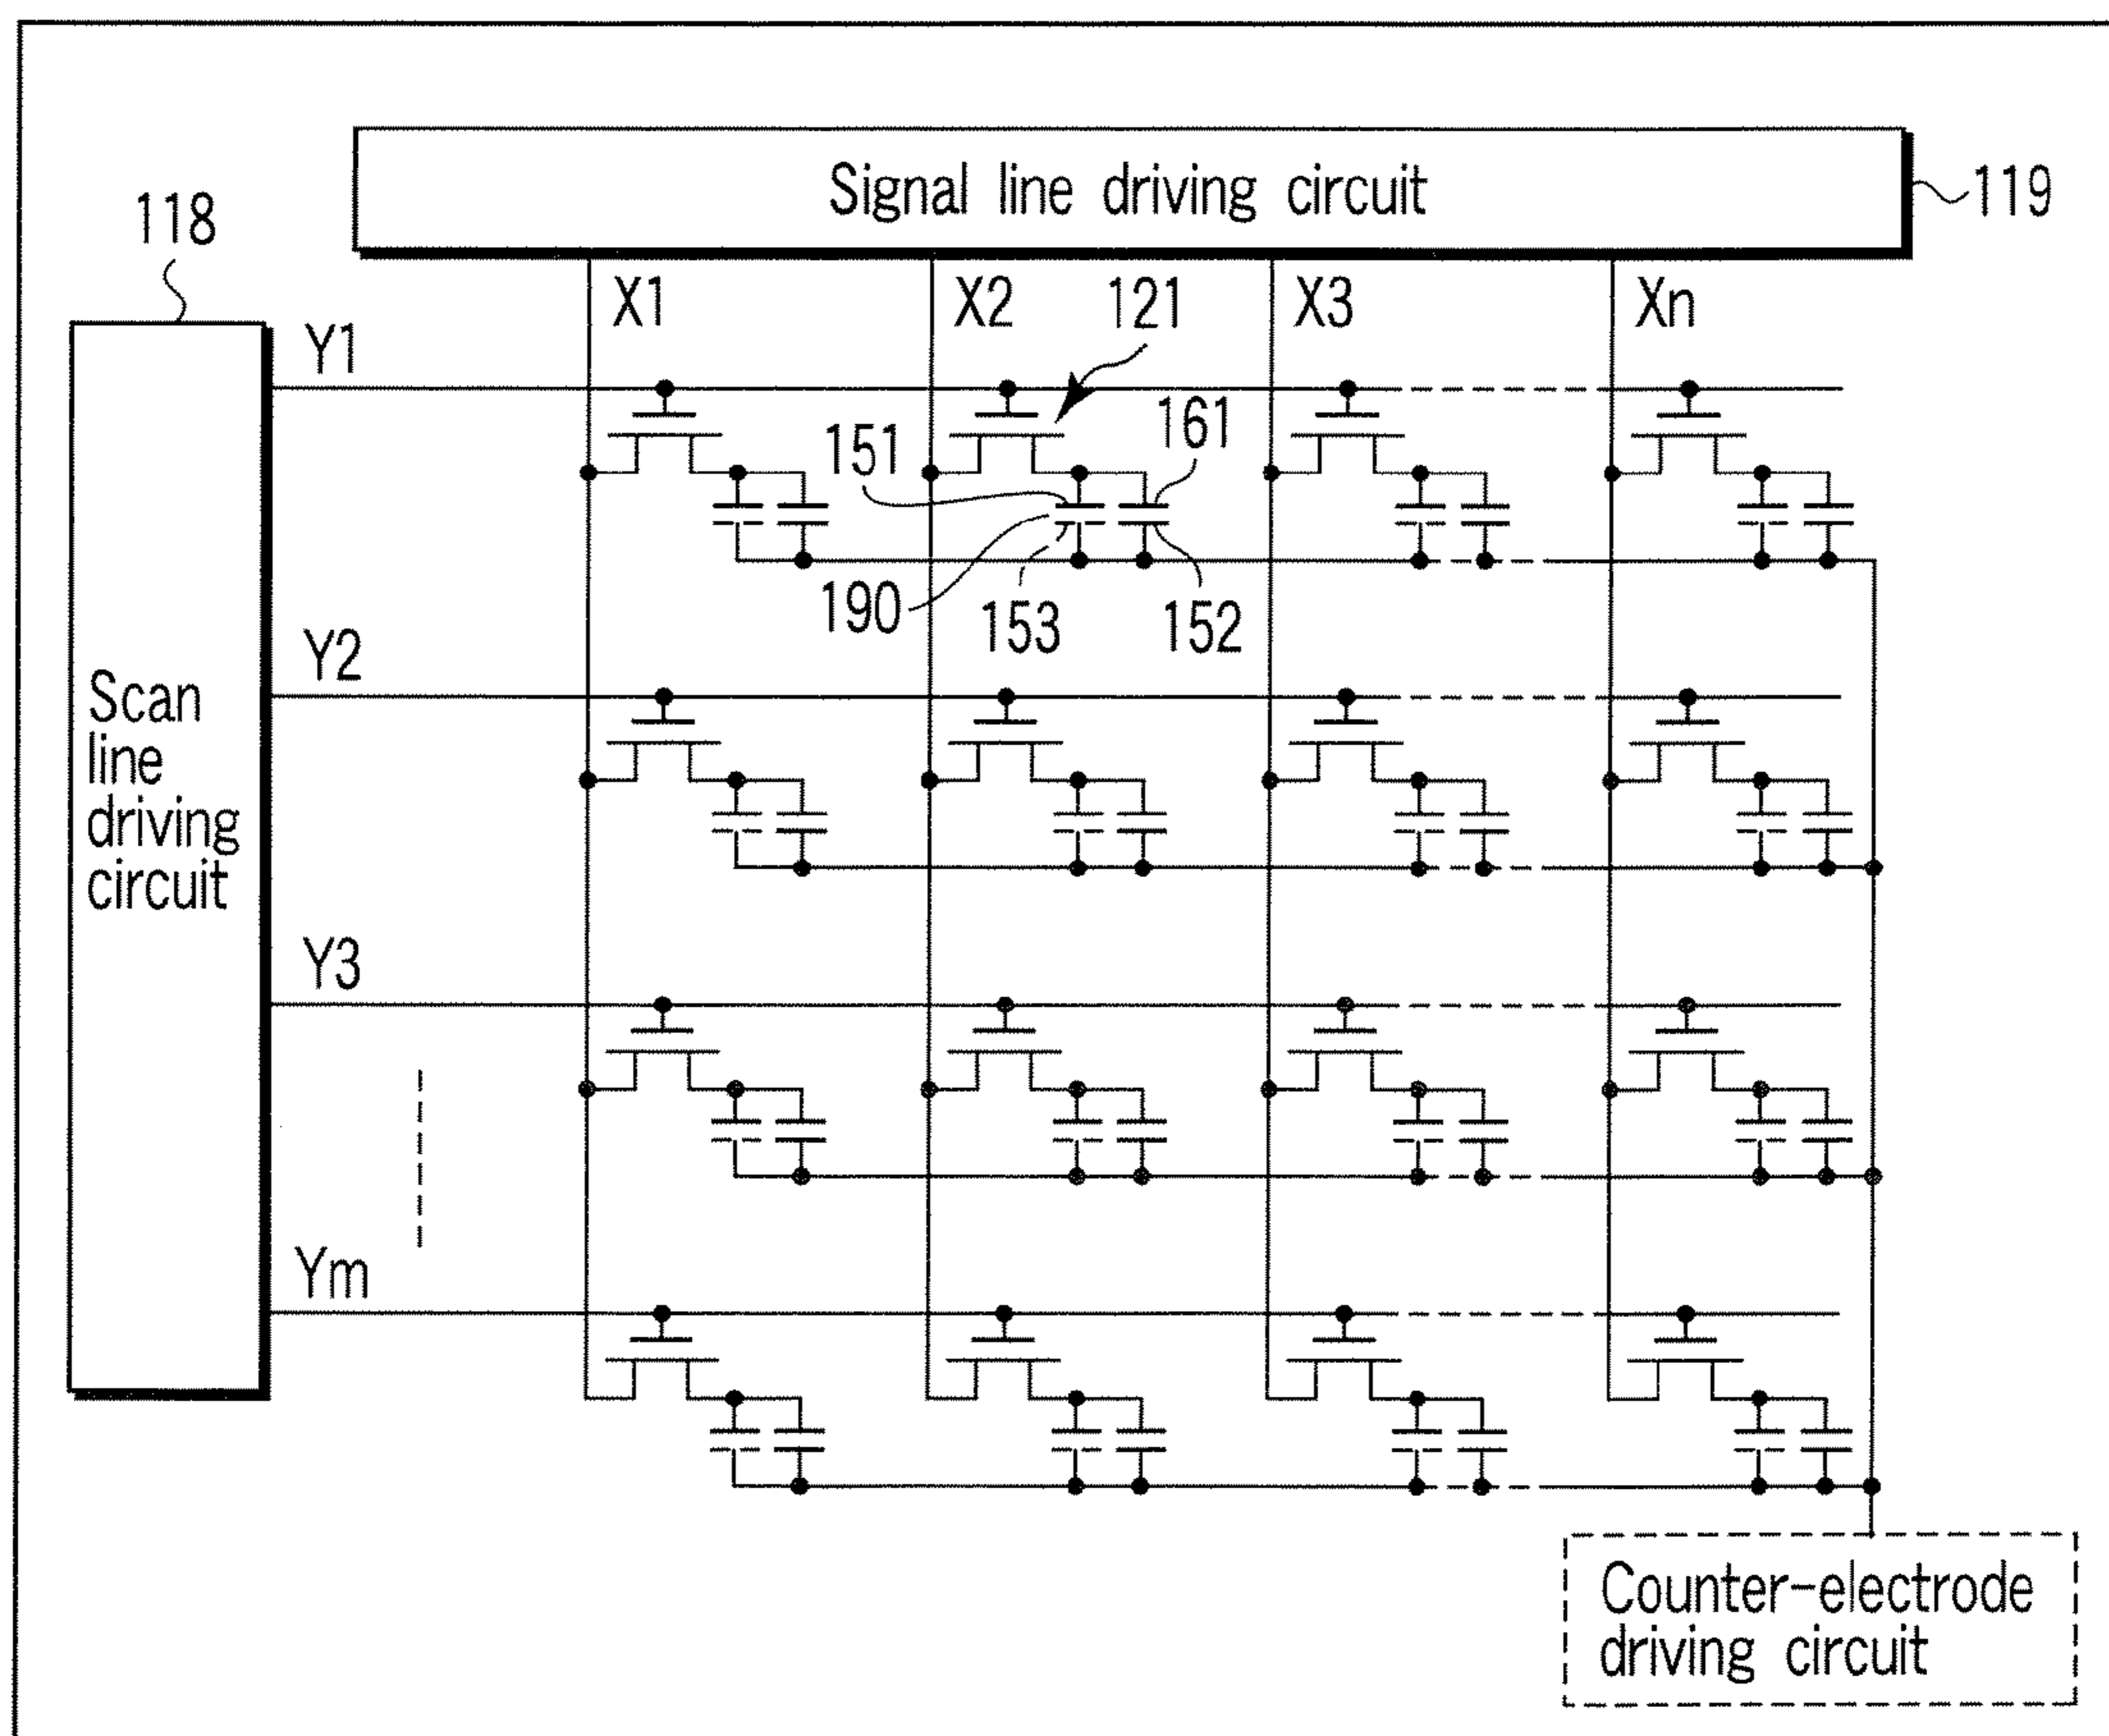 Signal line driving circuit
119
118
X1
X2
121
X3
Xn
Y1
151
161
190
153
152
Y2
Scan
line
driving
circuit
Y3
Ym
Counter-electrode
driving circuit